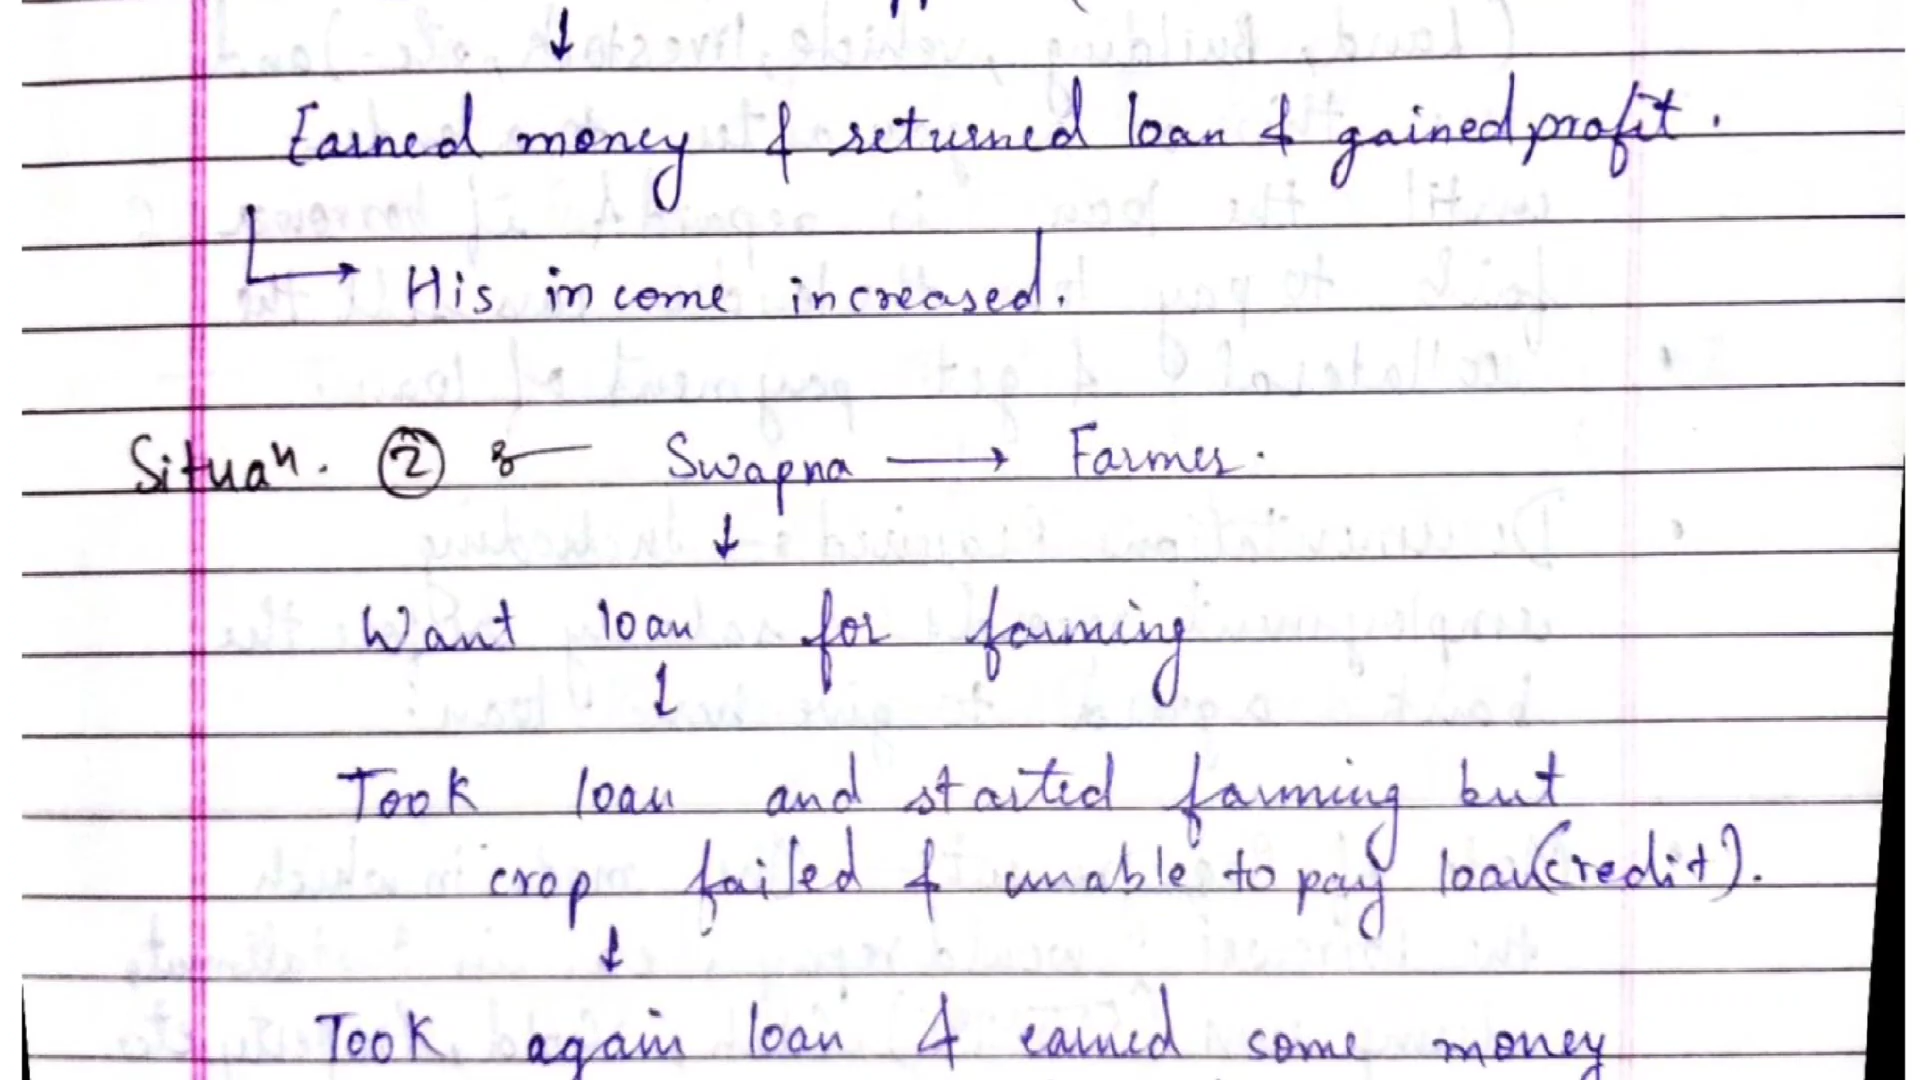 ↓
Earned money & returned loan & gained profit.
↳ His income increased.
Situaⁿ. ② :- Swapna → Farmer.
↓
Want loan for farming
↓
Took loan and started farming but
crop failed & unable to pay loan(credit).
↓
Took again loan & earned some money